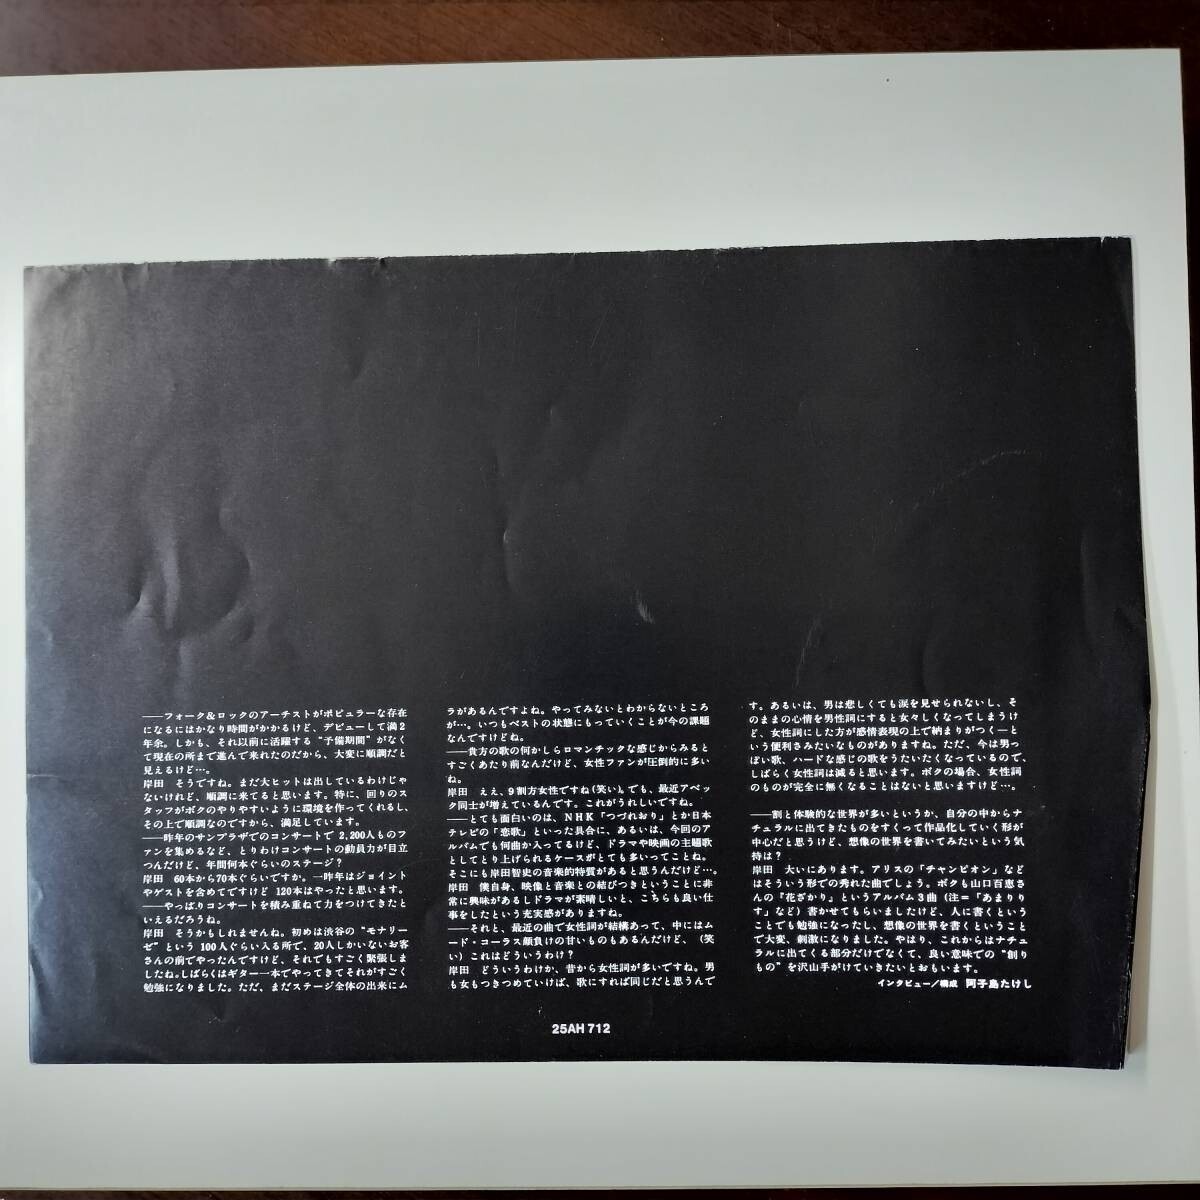 ――フォーク&ロックのアーチストがポピュラーな存在
になるにはかなり時間がかかるけど、デビューして満2
年余。しかも、それ以前に活躍する"予備期間"がなく
て現在の所まで進んで来れたのだから、大変に順調だと
見えるけど…。
岸田　そうですね。まだ大ヒットは出しているわけじゃ
ないけれど、順調に来てると思います。特に、回りのス
タッフがボクのやりやすいように環境を作ってくれるし、
その上で順調なのですから、満足しています。
――昨年のサンプラザでのコンサートで2,200人ものフ
ァンを集めるなど、とりわけコンサートの動員力が目立
つんだけど、年間何本ぐらいのステージ?
岸田　60本から70本ぐらいですか。一昨年はジョイント
やゲストを含めてですけど 120本はやったと思います。
――やっぱりコンサートを積み重ねて力をつけてきたと
いえるだろうね。
岸田　そうかもしれませんね。初めは渋谷の"モナリー
ゼ"という 100人ぐらい入る所で、20人しかいないお客
さんの前でやったんですけど、それでもすごく緊張しま
したね。しばらくはギター一本でやってきてそれがすごく
勉強になりました。ただ、まだステージ全体の出来にム
ラがあるんですよね。やってみないとわからないところ
が…。いつもベストの状態にもっていくことが今の課題
なんですけどね。
――貴方の歌の何かしらロマンチックな感じからみると
すごくあたり前なんだけど、女性ファンが圧倒的に多い
ね。
岸田　ええ、9割方女性ですね(笑い)。でも、最近アベッ
ク同士が増えているんです。これがうれしいですね。
――とても面白いのは、NHK「つづれおり」とか日本
テレビの「恋歌」といった具合に、あるいは、今回のア
ルバムでも何曲か入ってるけど、ドラマや映画の主題歌
としてとり上げられるケースがとても多いってことね。
そこにも岸田智史の音楽的特質があると思うんだけど…。
岸田　僕自身、映像と音楽との結びつきということに非
常に興味があるしドラマが素晴しいと、こちらも良い仕
事をしたという充実感がありますね。
――それと、最近の曲で女性詞が結構あって、中にはム
ード・コーラス顔負けの甘いものもあるんだけど、(笑
い)これはどういうわけ?
岸田　どういうわけか、昔から女性詞が多いですね。男
も女もつきつめていけば、歌にすれば同じだと思うんで
す。あるいは、男は悲しくても涙を見せられないし、そ
のままの心情を男性詞にすると女々しくなってしまうけ
ど、女性詞にした方が感情表現の上で納まりがつく―と
いう便利さみたいなものがありますね。ただ、今は男っ
ぽい歌、ハードな感じの歌をうたいたくなっているので、
しばらく女性詞は減ると思います。ボクの場合、女性詞
のものが完全に無くなることはないと思いますけど…。
――割と体験的な世界が多いというか、自分の中からナ
チュラルに出てきたものをすくって作品化していく形が
中心だと思うけど、想像の世界を書いてみたいという気
持は?
岸田　大いにあります。アリスの「チャンピオン」など
はそういう形での秀れた曲でしょう。ボクも山口百恵さ
んの『花ざかり』というアルバム3曲(注＝「あまりり
す」など)書かせてもらいましたけど、人に書くという
ことでも勉強になったし、想像の世界を書くということ
で大変、刺激になりました。やはり、これからはナチュ
ラルに出てくる部分だけでなくて、良い意味での"創り
もの"を沢山手がけていきたいとおもいます。
インタビュー/構成　阿子島たけし
25AH 712